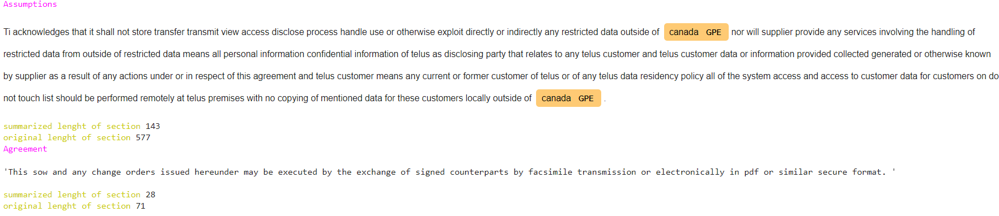 Assumptions
Ti acknowledges that it shall not store transfer transmit view access disclose process handle use or otherwise exploit directly or indirectly any restricted data outside of canada GPE nor will supplier provide any services involving the handling of
restricted data from outside of restricted data means all personal information confidential information of telus as disclosing party that relates to any telus customer and telus customer data or information provided collected generated or otherwise known
by supplier as a result of any actions under or in respect of this agreement and telus customer means any current or former customer of telus or of any telus data residency policy all of the system access and access to customer data for customers on do
not touch list should be performed remotely at telus premises with no copying of mentioned data for these customers locally outside of canada GPE .
summarized lenght of section 143
original lenght of section 577
Agreement
'This sow and any change orders issued hereunder may be executed by the exchange of signed counterparts by facsimile transmission or electronically in pdf or similar secure format. '
summarized lenght of section 28
original lenght of section 71